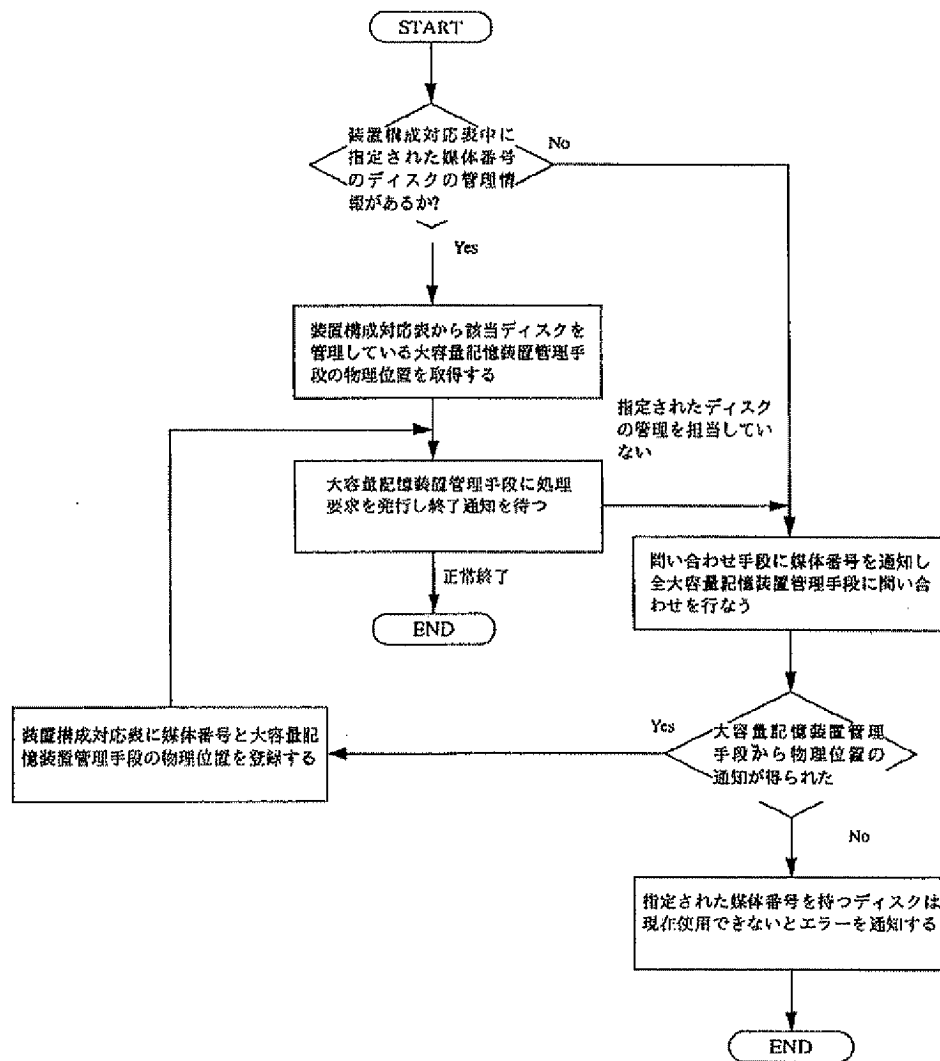 START
装置構成対応表中に
指定された媒体番号
のディスクの管理情
報があるか?
No
Yes
装置構成対応表から該当ディスクを
管理している大容量記憶装置管理手
段の物理位置を取得する
指定されたディスク
の管理を担当してい
ない
大容量記憶装置管理手段に処理
要求を発行し終了通知を待つ
正常終了
END
問い合わせ手段に媒体番号を通知し
全大容量記憶装置管理手段に問い合
わせを行なう
装置構成対応表に媒体番号と大容量記
憶装置管理手段の物理位置を登録する
Yes
大容量記憶装置管理
手段から物理位置の
通知が得られた
No
指定された媒体番号を持つディスクは
現在使用できないとエラーを通知する
END